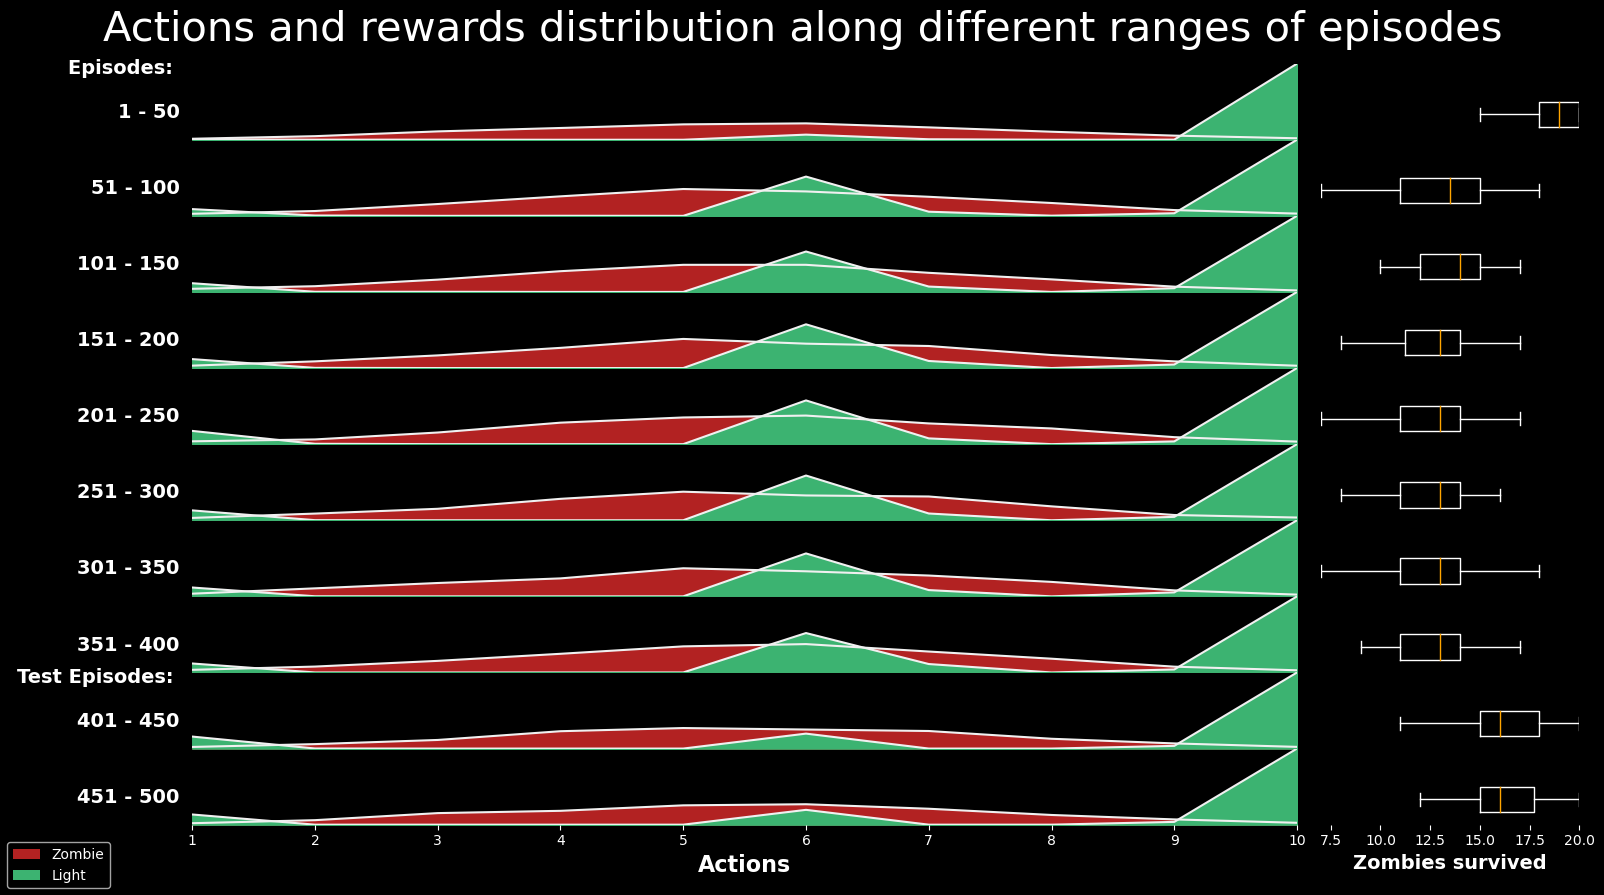 Actions and rewards distribution along different ranges of episodes
Episodes:
1 - 50
51 - 100
101 - 150
151 - 200
201 - 250
251 - 300
301 - 350
351 - 400
Test Episodes:
401 - 450
451 - 500
1 2 3 4 5 6 7 8 9 10 7.5 10.0 12.5 15.0 17.5 20.0
Actions
Zombies survived
Zombie
Light